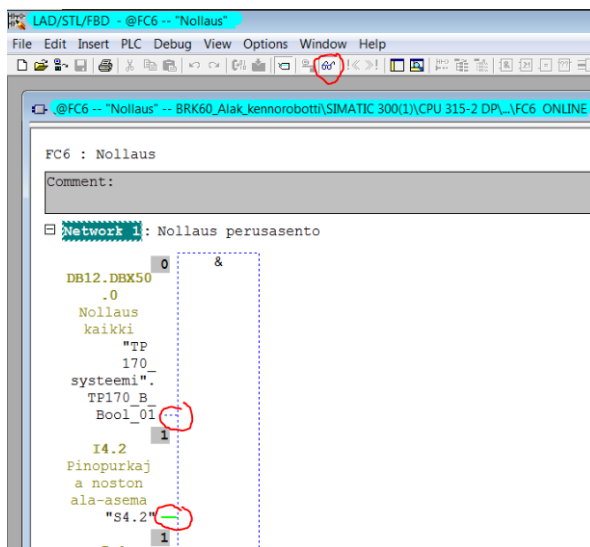 LAD/STL/FBD - @FC6 -- "Nollaus"
File Edit Insert PLC Debug View Options Window Help
@FC6 -- "Nollaus" -- BRK60_Alak_kennorobotti\SIMATIC 300(1)\CPU 315-2 DP\...\FC6 ONLINE
FC6 : Nollaus
Comment:
Network 1: Nollaus perusasento
0
&
DB12.DBX50
.0
Nollaus
kaikki
"TP
170_
systeemi".
TP170_B_
Bool_01
1
I4.2
Pinopurkaj
a noston
ala-asema
"S4.2"
1